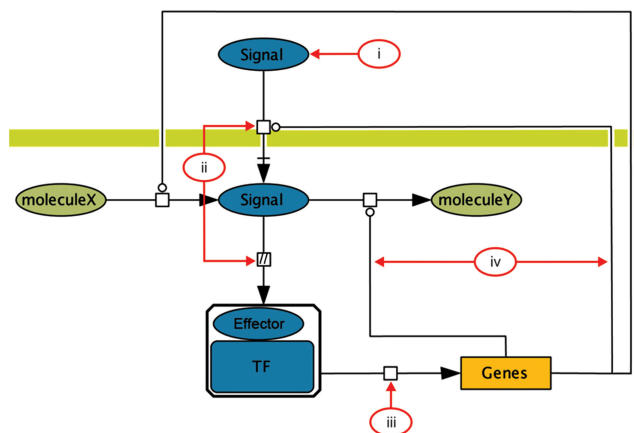 Signal
i
ii
moleculeX
Signal
moleculeY
//
iv
Effector
TF
Genes
iii